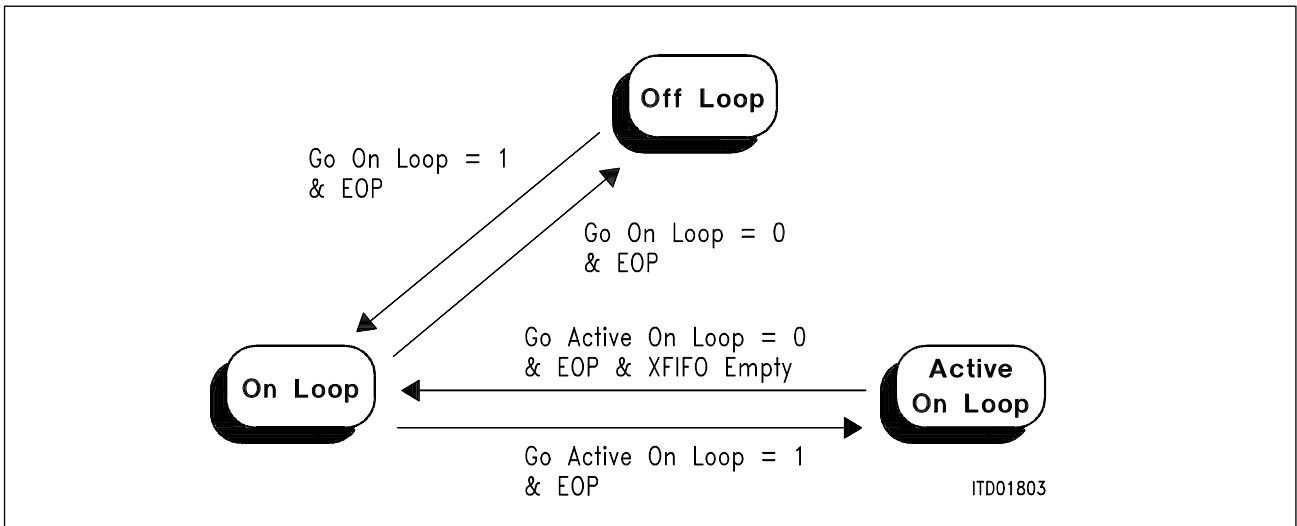 Off Loop
Go On Loop = 1
& EOP
Go On Loop = 0
& EOP
Go Active On Loop = 0
& EOP & XFIFO Empty
On Loop
Active
On Loop
Go Active On Loop = 1
& EOP
ITD01803